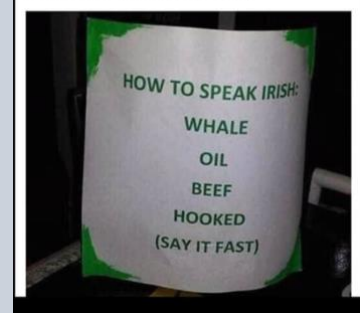 HOW TO SPEAK IRISH:
WHALE
OIL
BEEF
HOOKED
(SAY IT FAST)